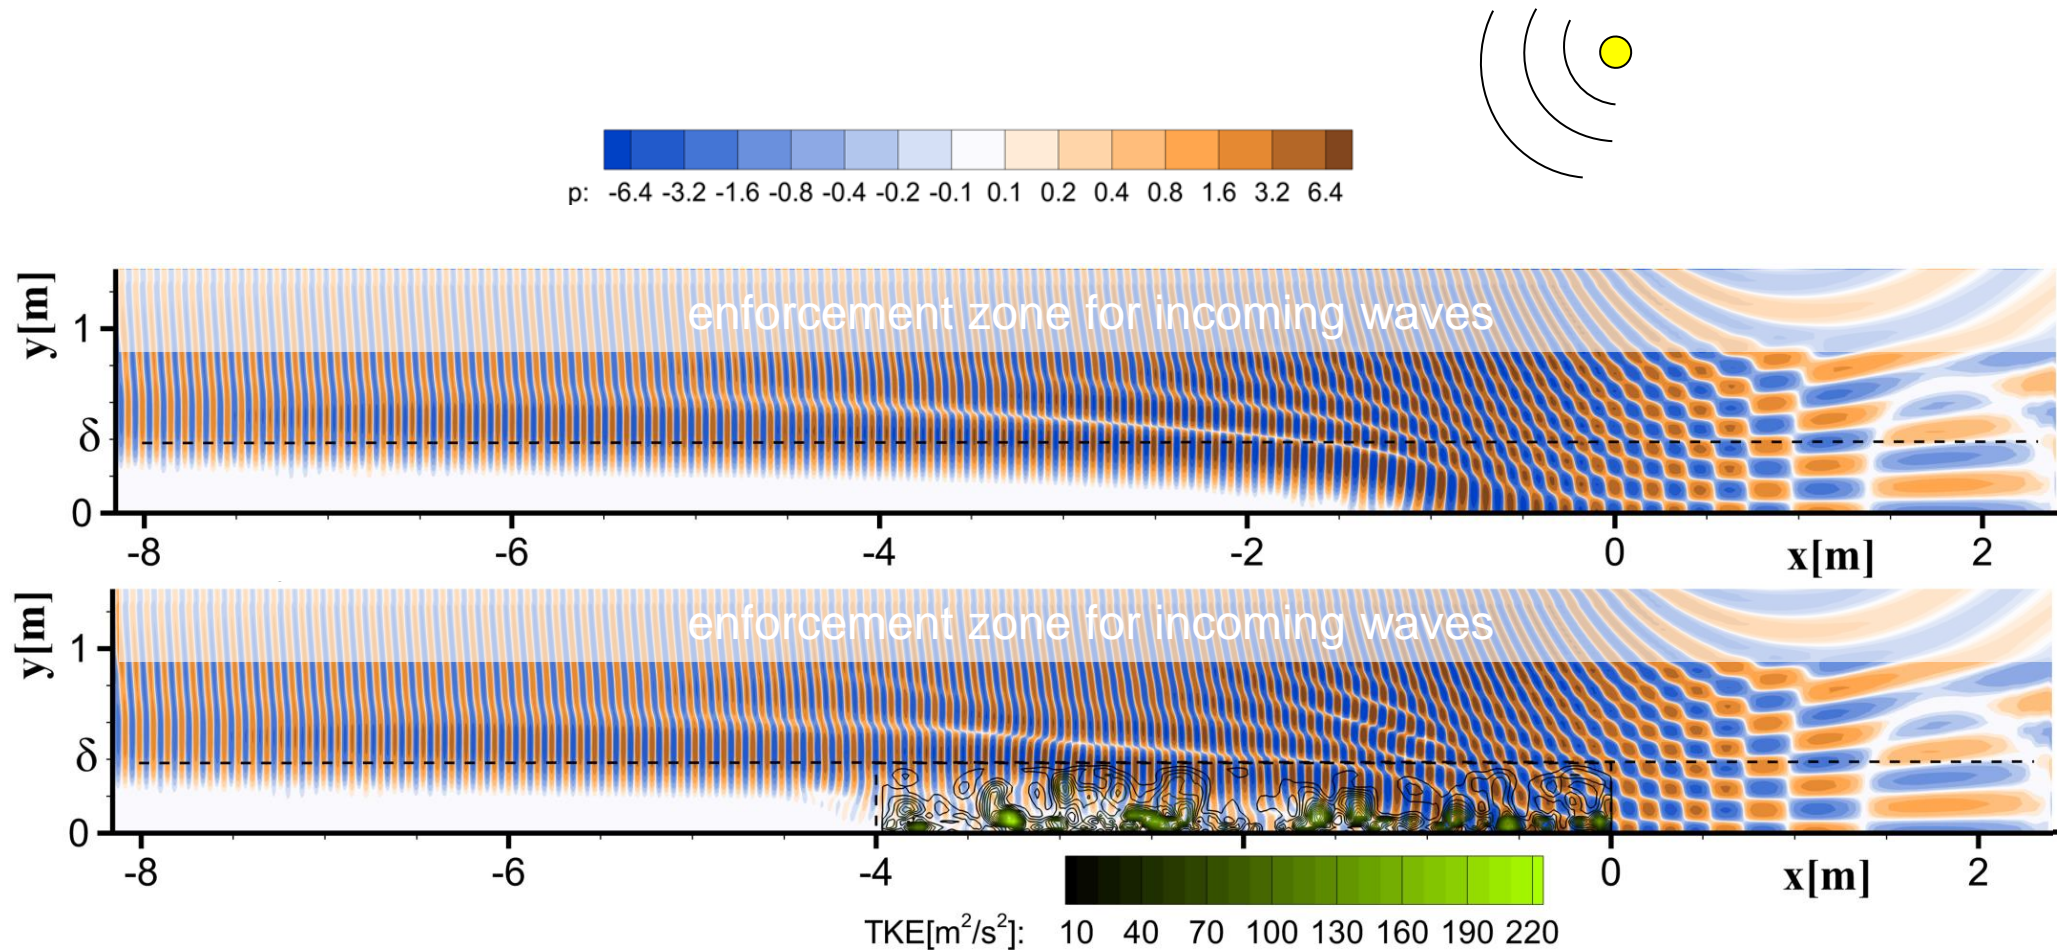 p: -6.4 -3.2 -1.6 -0.8 -0.4 -0.2 -0.1 0.1 0.2 0.4 0.8 1.6 3.2 6.4
y[m]
enforcement zone for incoming waves
1
δ
0
-8 -6 -4 -2 0 x[m] 2
y[m]
enforcement zone for incoming waves
1
δ
0
-8 -6 -4 0 x[m] 2
TKE[m²/s²]: 10 40 70 100 130 160 190 220